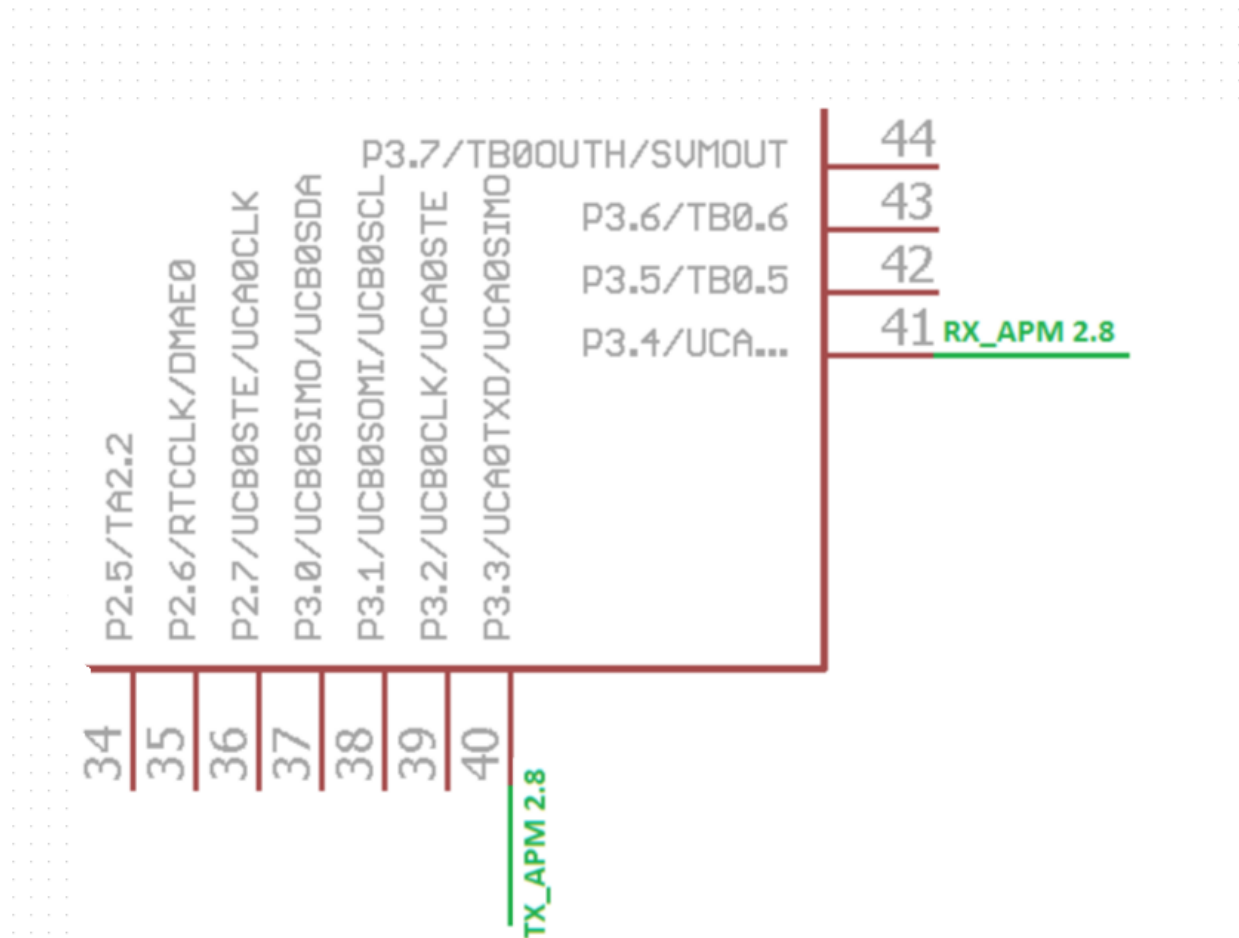 P3.7/TB0OUTH/SVMOUT
44
P3.6/TB0.6
43
P3.5/TB0.5
42
P3.4/UCA...
41
RX_APM 2.8
P2.5/TA2.2
P2.6/RTCCLK/DMAE0
P2.7/UCB0STE/UCA0CLK
P3.0/UCB0SIMO/UCB0SDA
P3.1/UCB0SOMI/UCB0SCL
P3.2/UCB0CLK/UCA0STE
P3.3/UCA0TXD/UCA0SIMO
34
35
36
37
38
39
40
TX_APM 2.8